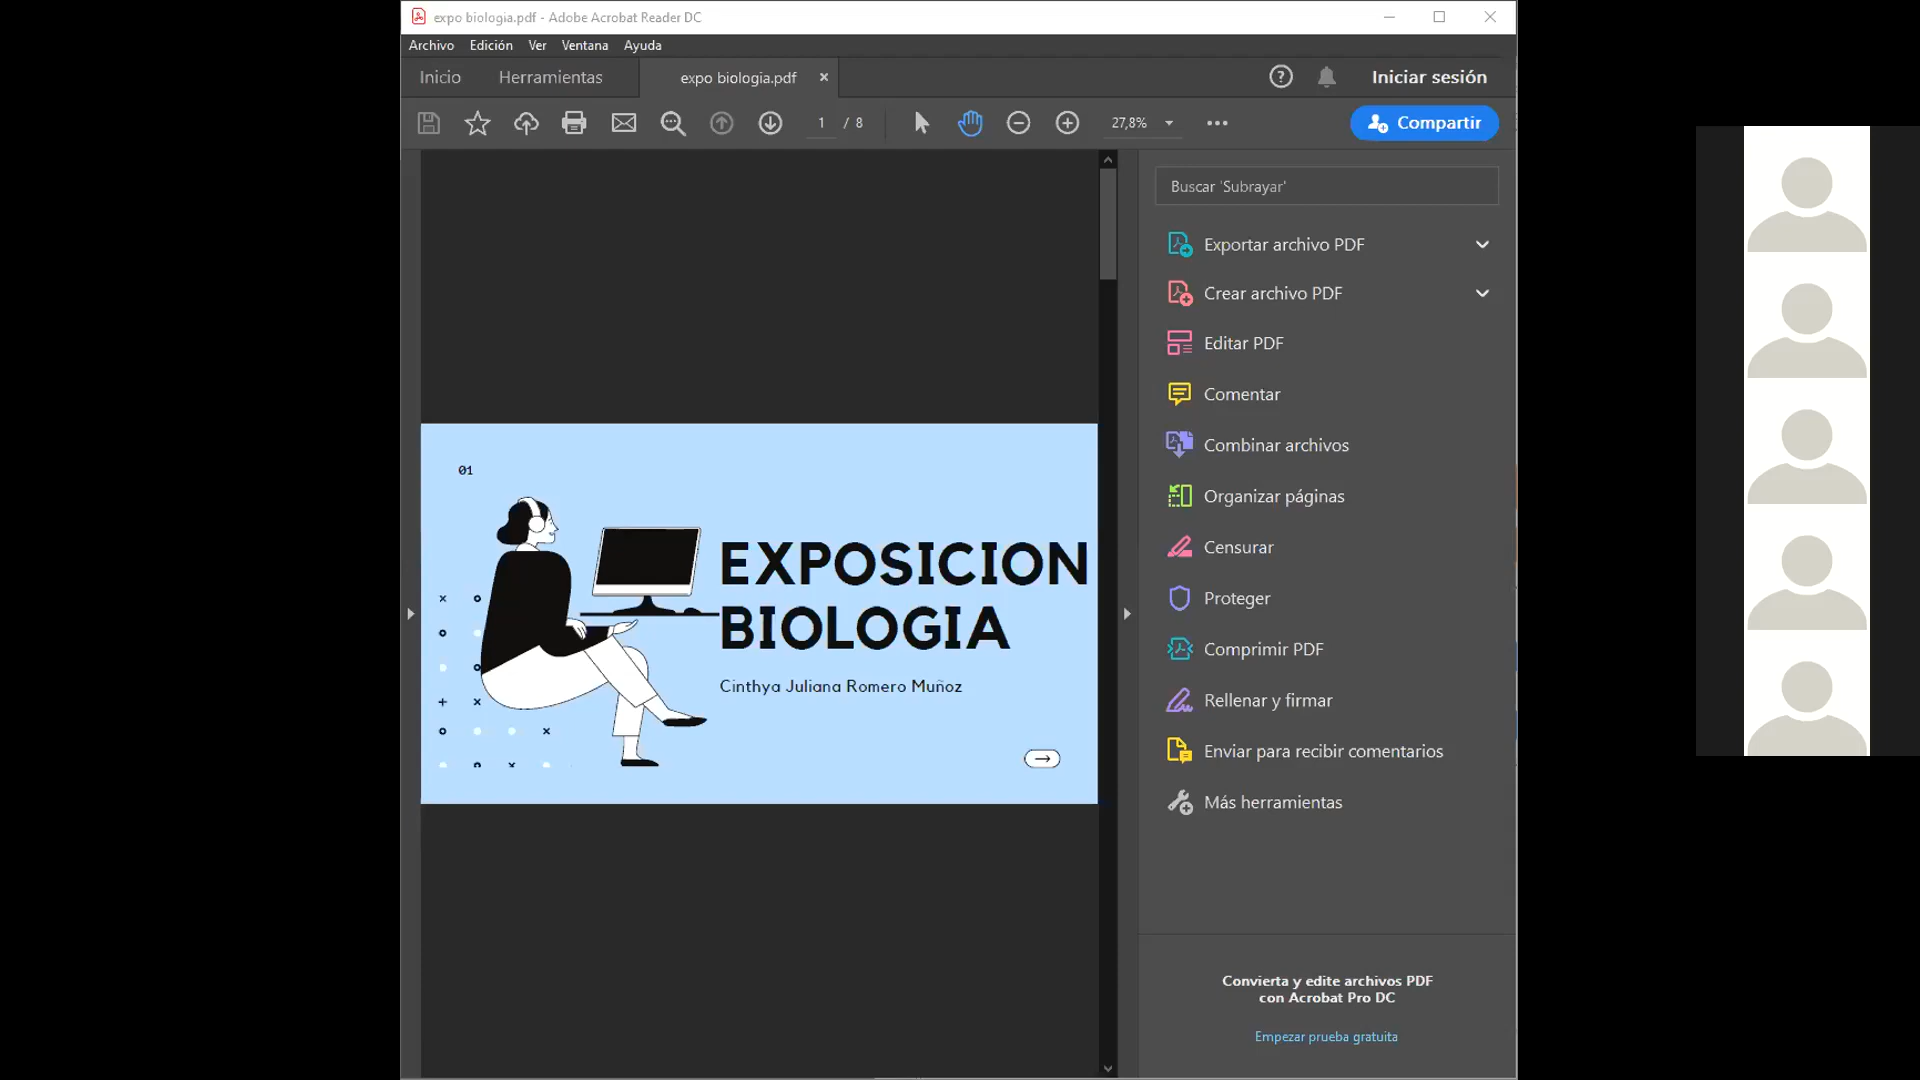 expo biologia.pdf - Adobe Acrobat Reader DC
Archivo Edición Ver Ventana Ayuda
Inicio Herramientas expo biologia.pdf Iniciar sesión
1 / 8 27,8% Compartir
Buscar 'Subrayar'
Exportar archivo PDF
Crear archivo PDF
Editar PDF
Comentar
Combinar archivos
Organizar páginas
Censurar
Proteger
Comprimir PDF
Rellenar y firmar
Enviar para recibir comentarios
Más herramientas
Convierta y edite archivos PDF
con Acrobat Pro DC
Empezar prueba gratuita
01
EXPOSICION
BIOLOGIA
Cinthya Juliana Romero Muñoz